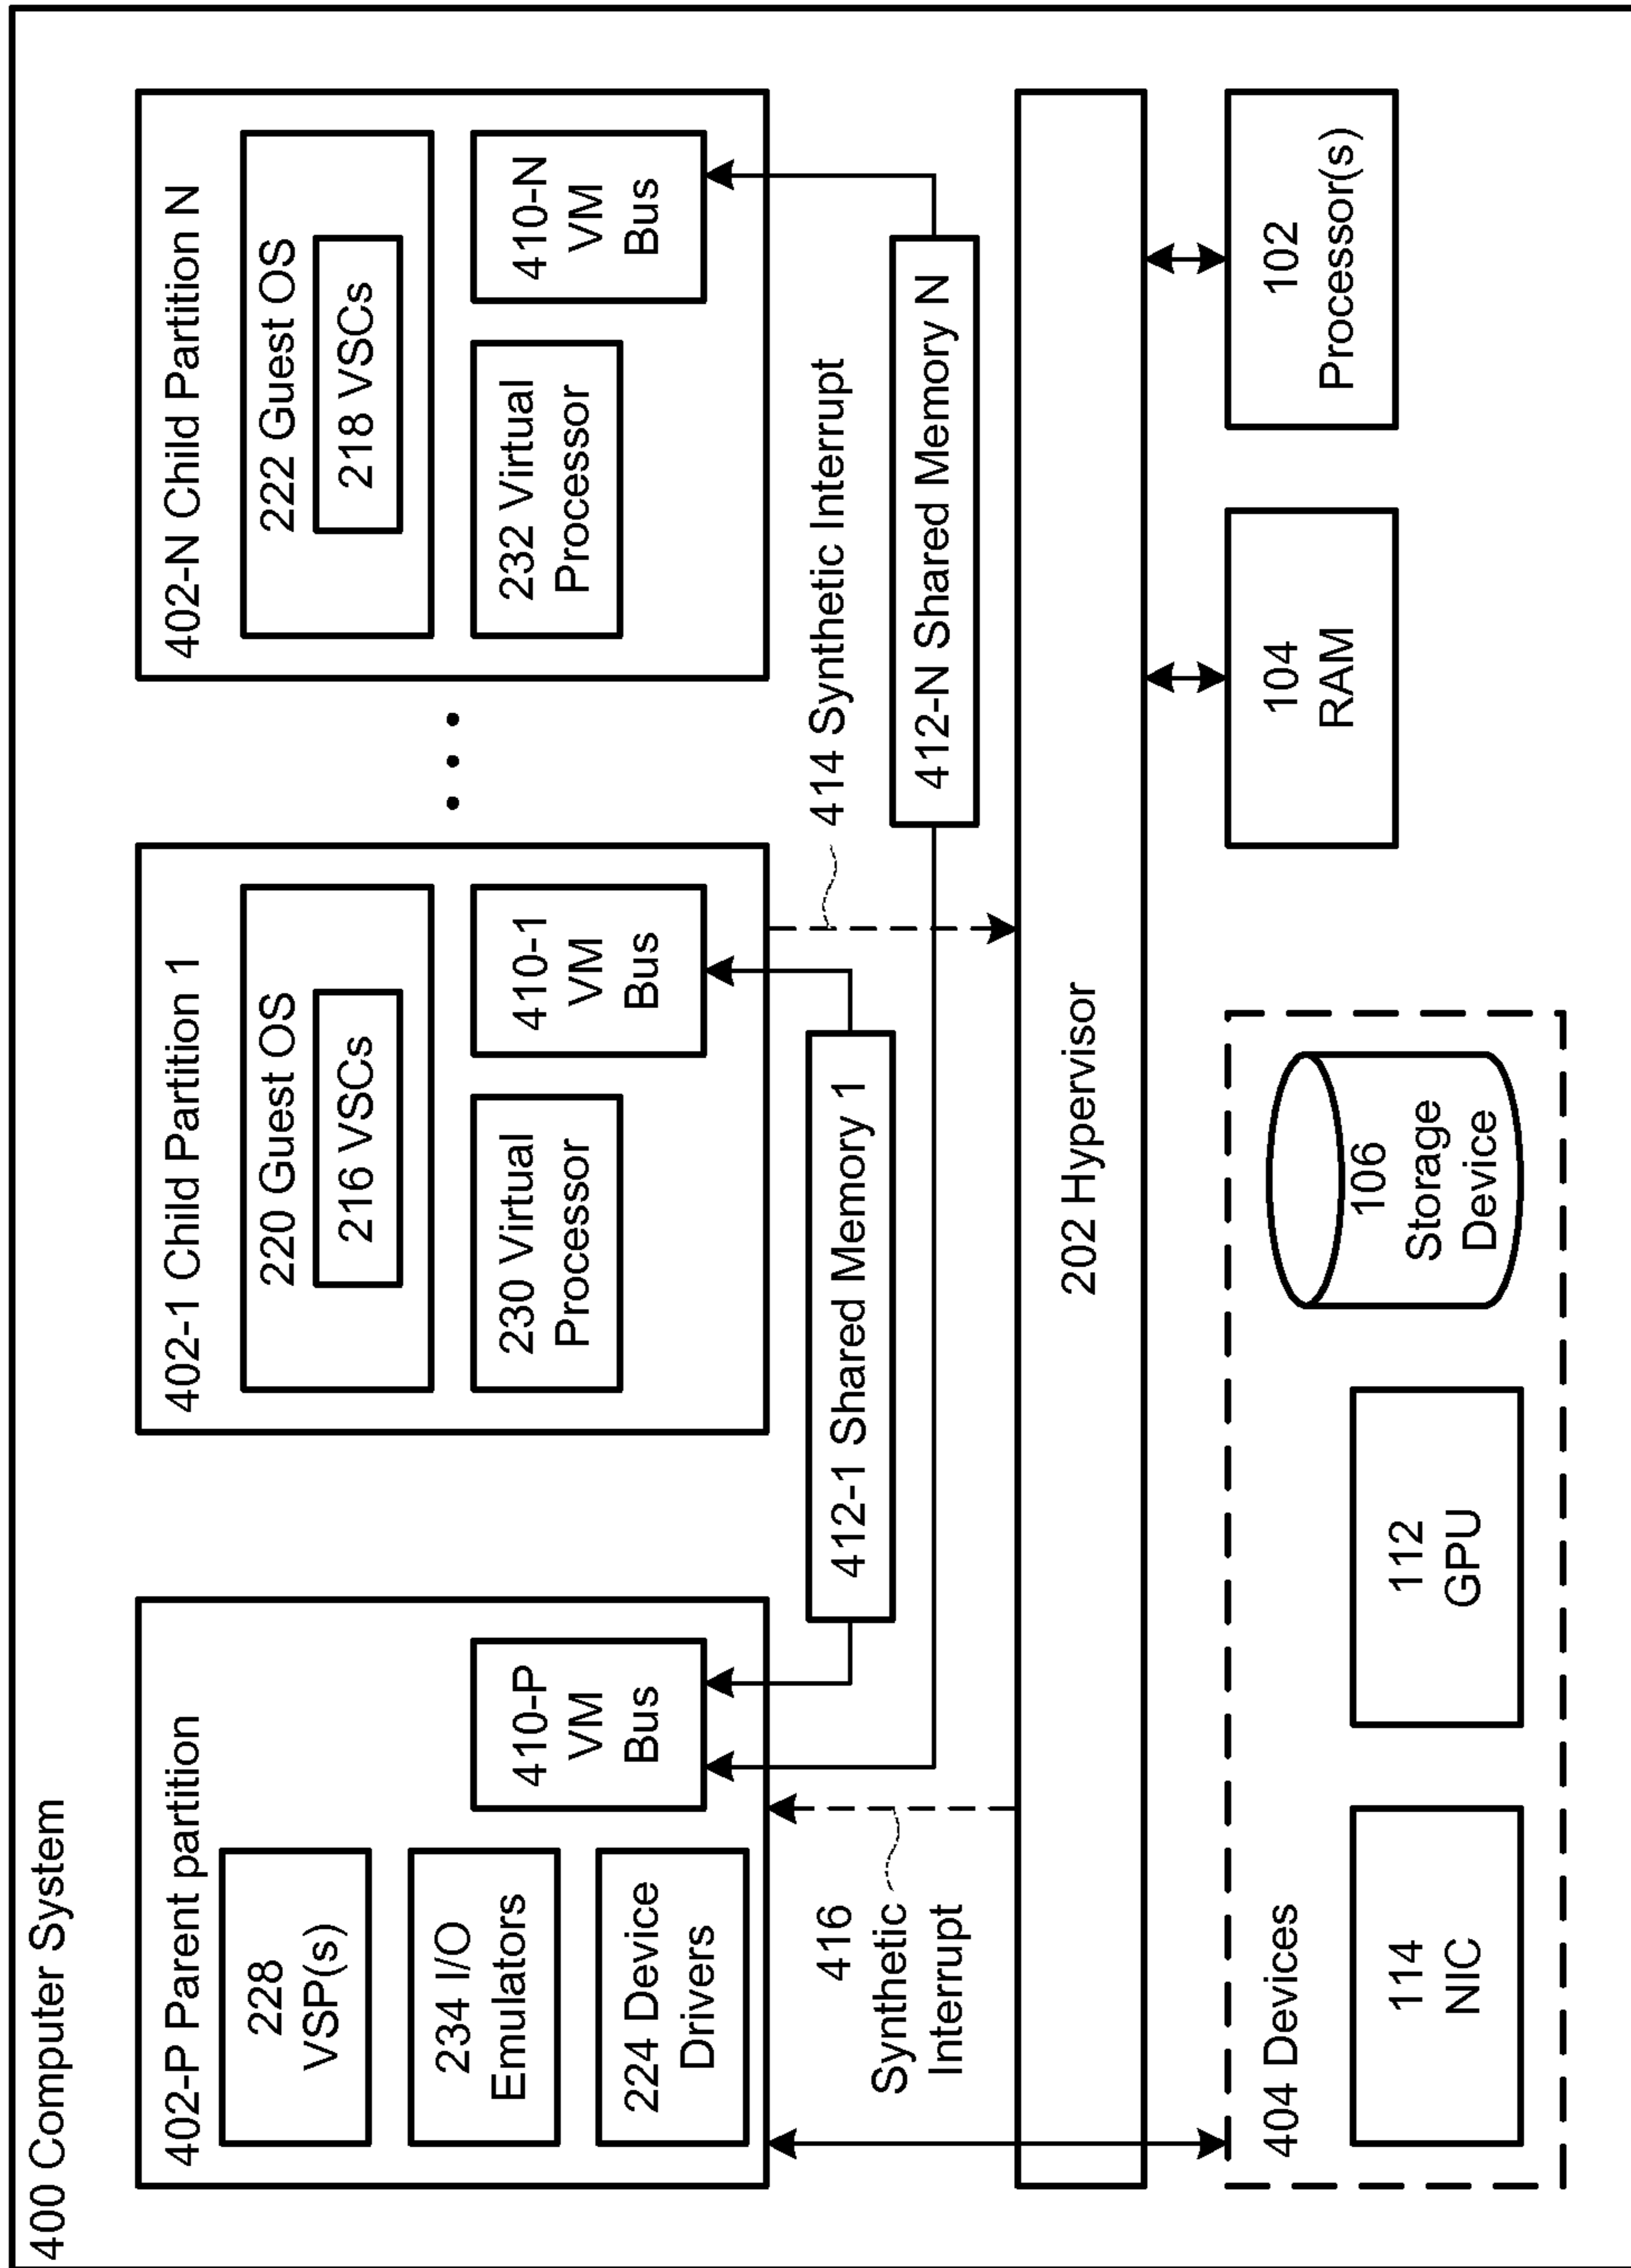 400 Computer System
402-P Parent partition
228
VSP(s)
234 I/O
Emulators
224 Device
Drivers
410-P
VM
Bus
402-1 Child Partition 1
220 Guest OS
216 VSCs
230 Virtual
Processor
410-1
VM
Bus
402-N Child Partition N
222 Guest OS
218 VSCs
232 Virtual
Processor
410-N
VM
Bus
412-1 Shared Memory 1
414 Synthetic Interrupt
412-N Shared Memory N
416
Synthetic
Interrupt
202 Hypervisor
404 Devices
114
NIC
112
GPU
106
Storage
Device
104
RAM
102
Processor(s)